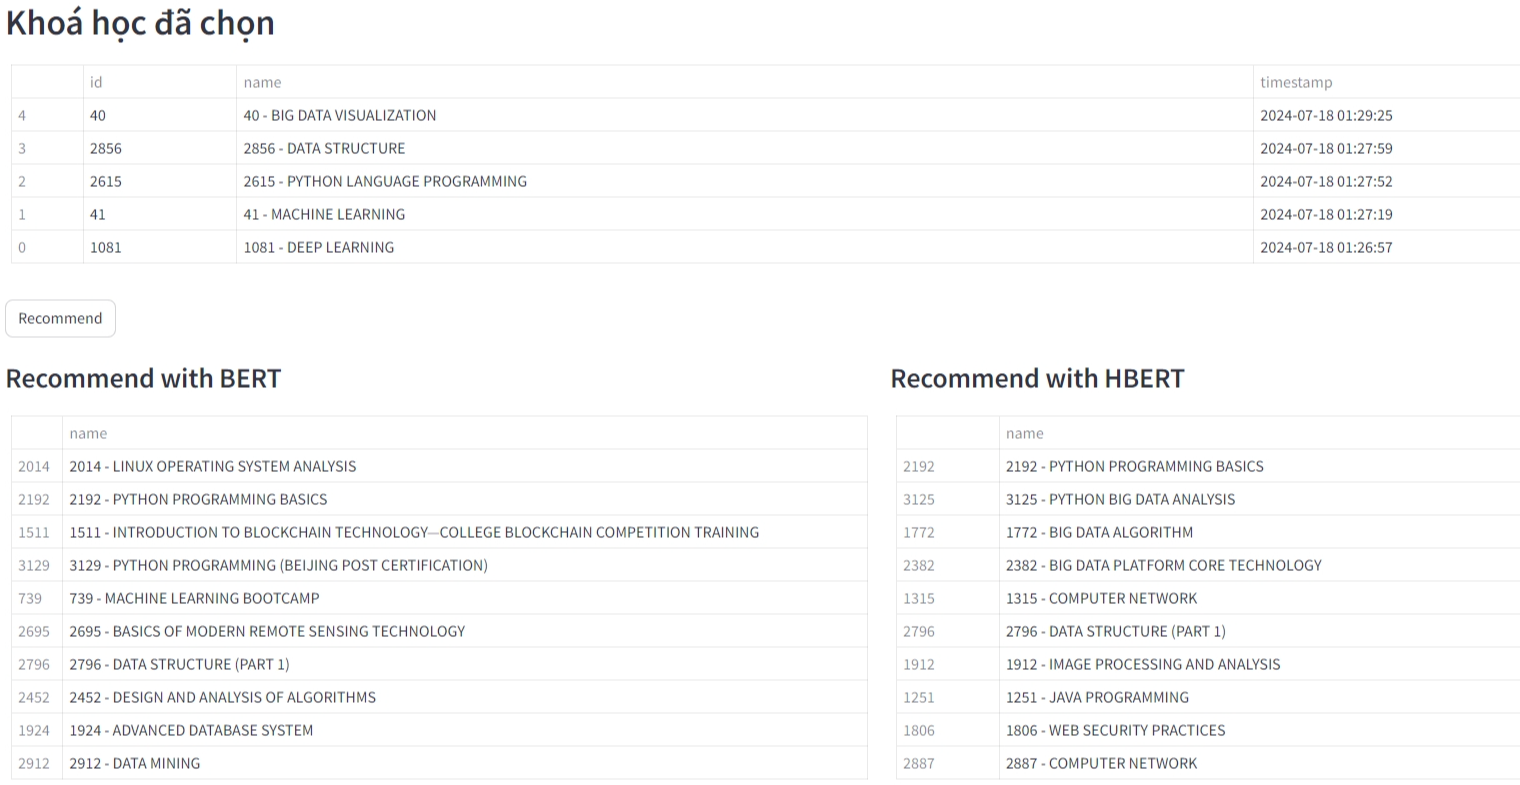 Khoá học đã chọn
id name timestamp
4 40 40 - BIG DATA VISUALIZATION 2024-07-18 01:29:25
3 2856 2856 - DATA STRUCTURE 2024-07-18 01:27:59
2 2615 2615 - PYTHON LANGUAGE PROGRAMMING 2024-07-18 01:27:52
1 41 41 - MACHINE LEARNING 2024-07-18 01:27:19
0 1081 1081 - DEEP LEARNING 2024-07-18 01:26:57
Recommend
Recommend with BERT
name
2014 2014 - LINUX OPERATING SYSTEM ANALYSIS
2192 2192 - PYTHON PROGRAMMING BASICS
1511 1511 - INTRODUCTION TO BLOCKCHAIN TECHNOLOGY—COLLEGE BLOCKCHAIN COMPETITION TRAINING
3129 3129 - PYTHON PROGRAMMING (BEIJING POST CERTIFICATION)
739 739 - MACHINE LEARNING BOOTCAMP
2695 2695 - BASICS OF MODERN REMOTE SENSING TECHNOLOGY
2796 2796 - DATA STRUCTURE (PART 1)
2452 2452 - DESIGN AND ANALYSIS OF ALGORITHMS
1924 1924 - ADVANCED DATABASE SYSTEM
2912 2912 - DATA MINING
Recommend with HBERT
name
2192 2192 - PYTHON PROGRAMMING BASICS
3125 3125 - PYTHON BIG DATA ANALYSIS
1772 1772 - BIG DATA ALGORITHM
2382 2382 - BIG DATA PLATFORM CORE TECHNOLOGY
1315 1315 - COMPUTER NETWORK
2796 2796 - DATA STRUCTURE (PART 1)
1912 1912 - IMAGE PROCESSING AND ANALYSIS
1251 1251 - JAVA PROGRAMMING
1806 1806 - WEB SECURITY PRACTICES
2887 2887 - COMPUTER NETWORK